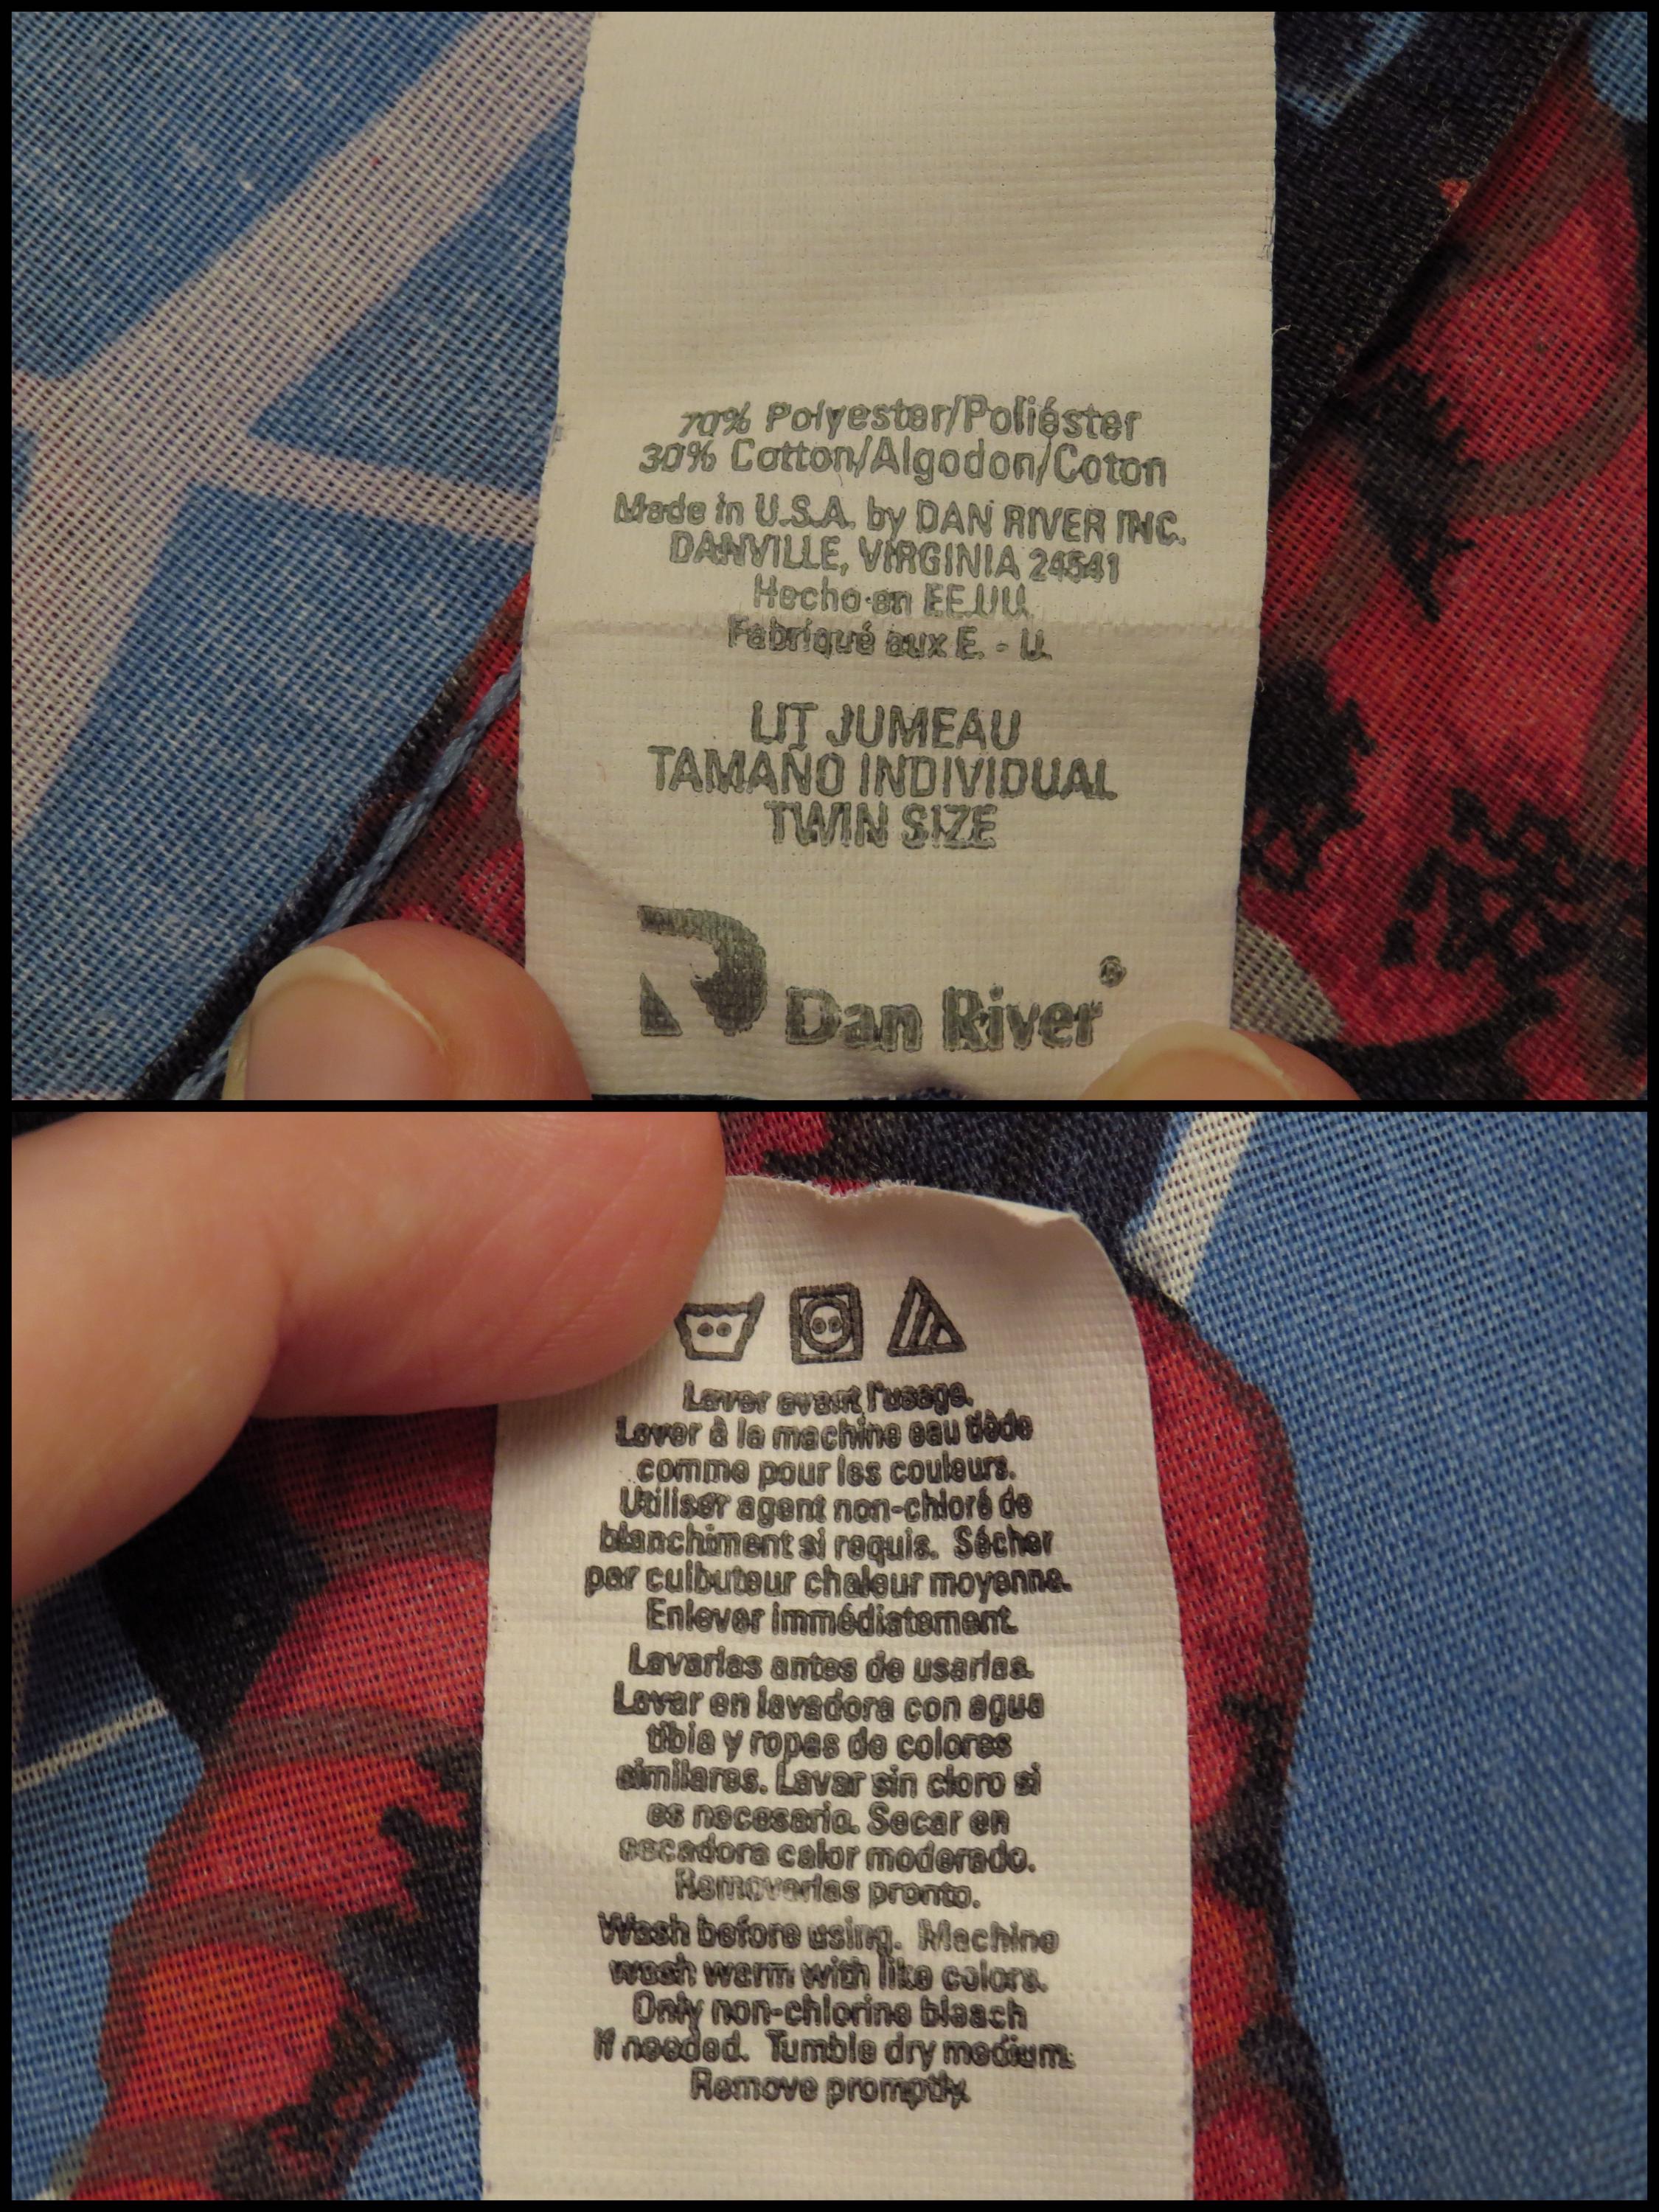 70% Polyester/Poliéster
30% Cotton/Algodon/Coton
Made in U.S.A. by DAN RIVER INC.
DANVILLE, VIRGINIA 24541
Hecho en EE.UU.
Fabriqué aux E. - U.
LIT JUMEAU
TAMAÑO INDIVIDUAL
TWIN SIZE
Dan River®
Laver avant l'usage.
Laver à la machine eau tiède
comme pour les couleurs.
Utiliser agent non-chloré de
blanchiment si requis. Sécher
par culbuteur chaleur moyenne.
Enlever immédiatement.
Lavarlas antes de usarlas.
Lavar en lavadora con agua
tibia y ropas de colores
similares. Lavar sin cloro si
es necesario. Secar en
secadora calor moderado.
Removerlas pronto.
Wash before using. Machine
wash warm with like colors.
Only non-chlorine bleach
If needed. Tumble dry medium.
Remove promptly.